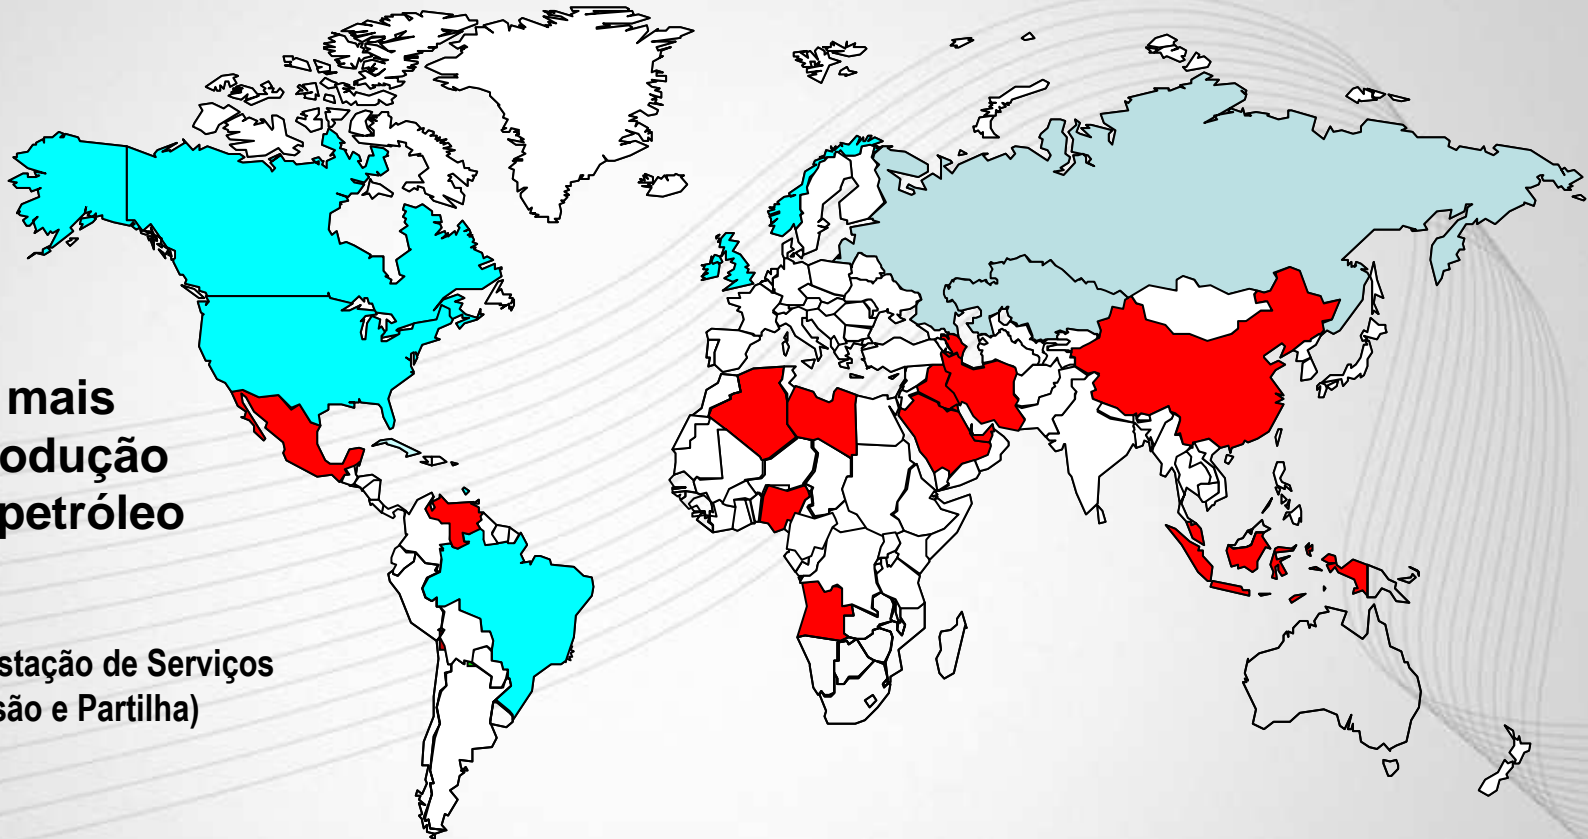 mais
odução
petróleo
stação de Serviços
são e Partilha)